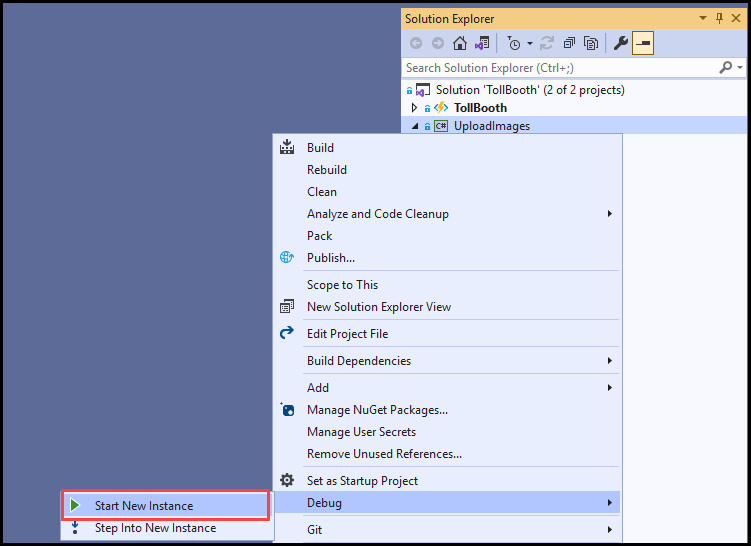 Solution Explorer
Search Solution Explorer (Ctrl+;)
Solution 'TollBooth' (2 of 2 projects)
TollBooth
C# UploadImages
Build
Rebuild
Clean
Analyze and Code Cleanup
Pack
Publish...
Scope to This
New Solution Explorer View
Edit Project File
Build Dependencies
Add
Manage NuGet Packages...
Manage User Secrets
Remove Unused References...
Set as Startup Project
Debug
Start New Instance
Step Into New Instance
Git